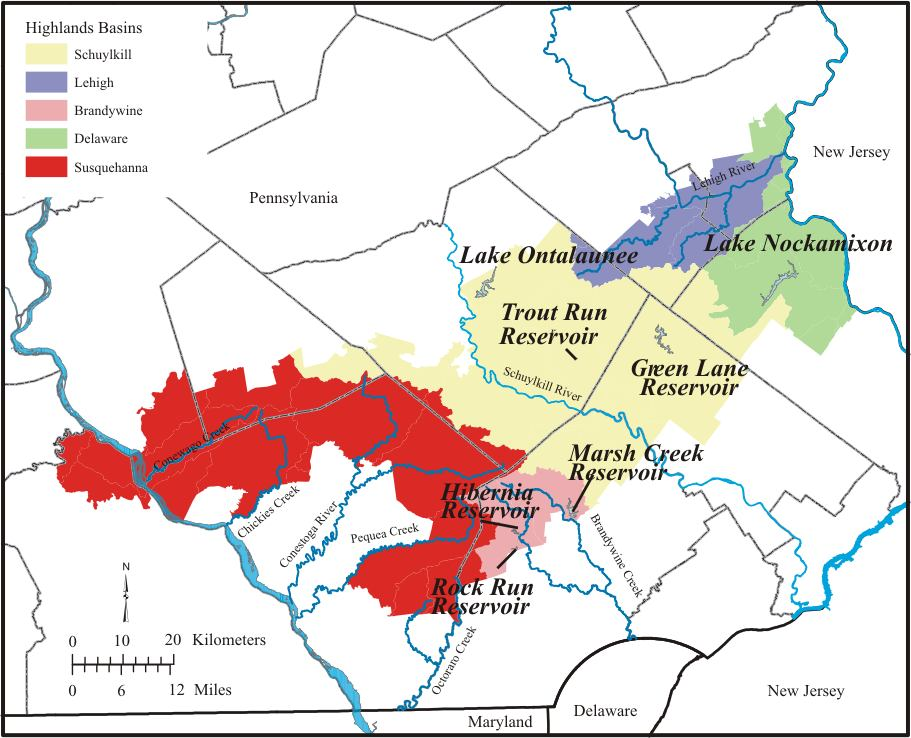 Highlands Basins
Schuylkill
Lehigh
Brandywine
Delaware
Susquehanna
Pennsylvania
New Jersey
Lehigh River
Lake Nockamixon
Lake Ontalaunee
Trout Run
Reservoir
Green Lane
Reservoir
Schuylkill River
Conewago Creek
Marsh Creek
Reservoir
Hibernia
Reservoir
Chickies Creek
Conestoga River
Pequea Creek
Brandywine Creek
Rock Run
Reservoir
Octoraro Creek
N
0 10 20 Kilometers
0 6 12 Miles
Maryland
Delaware
New Jersey